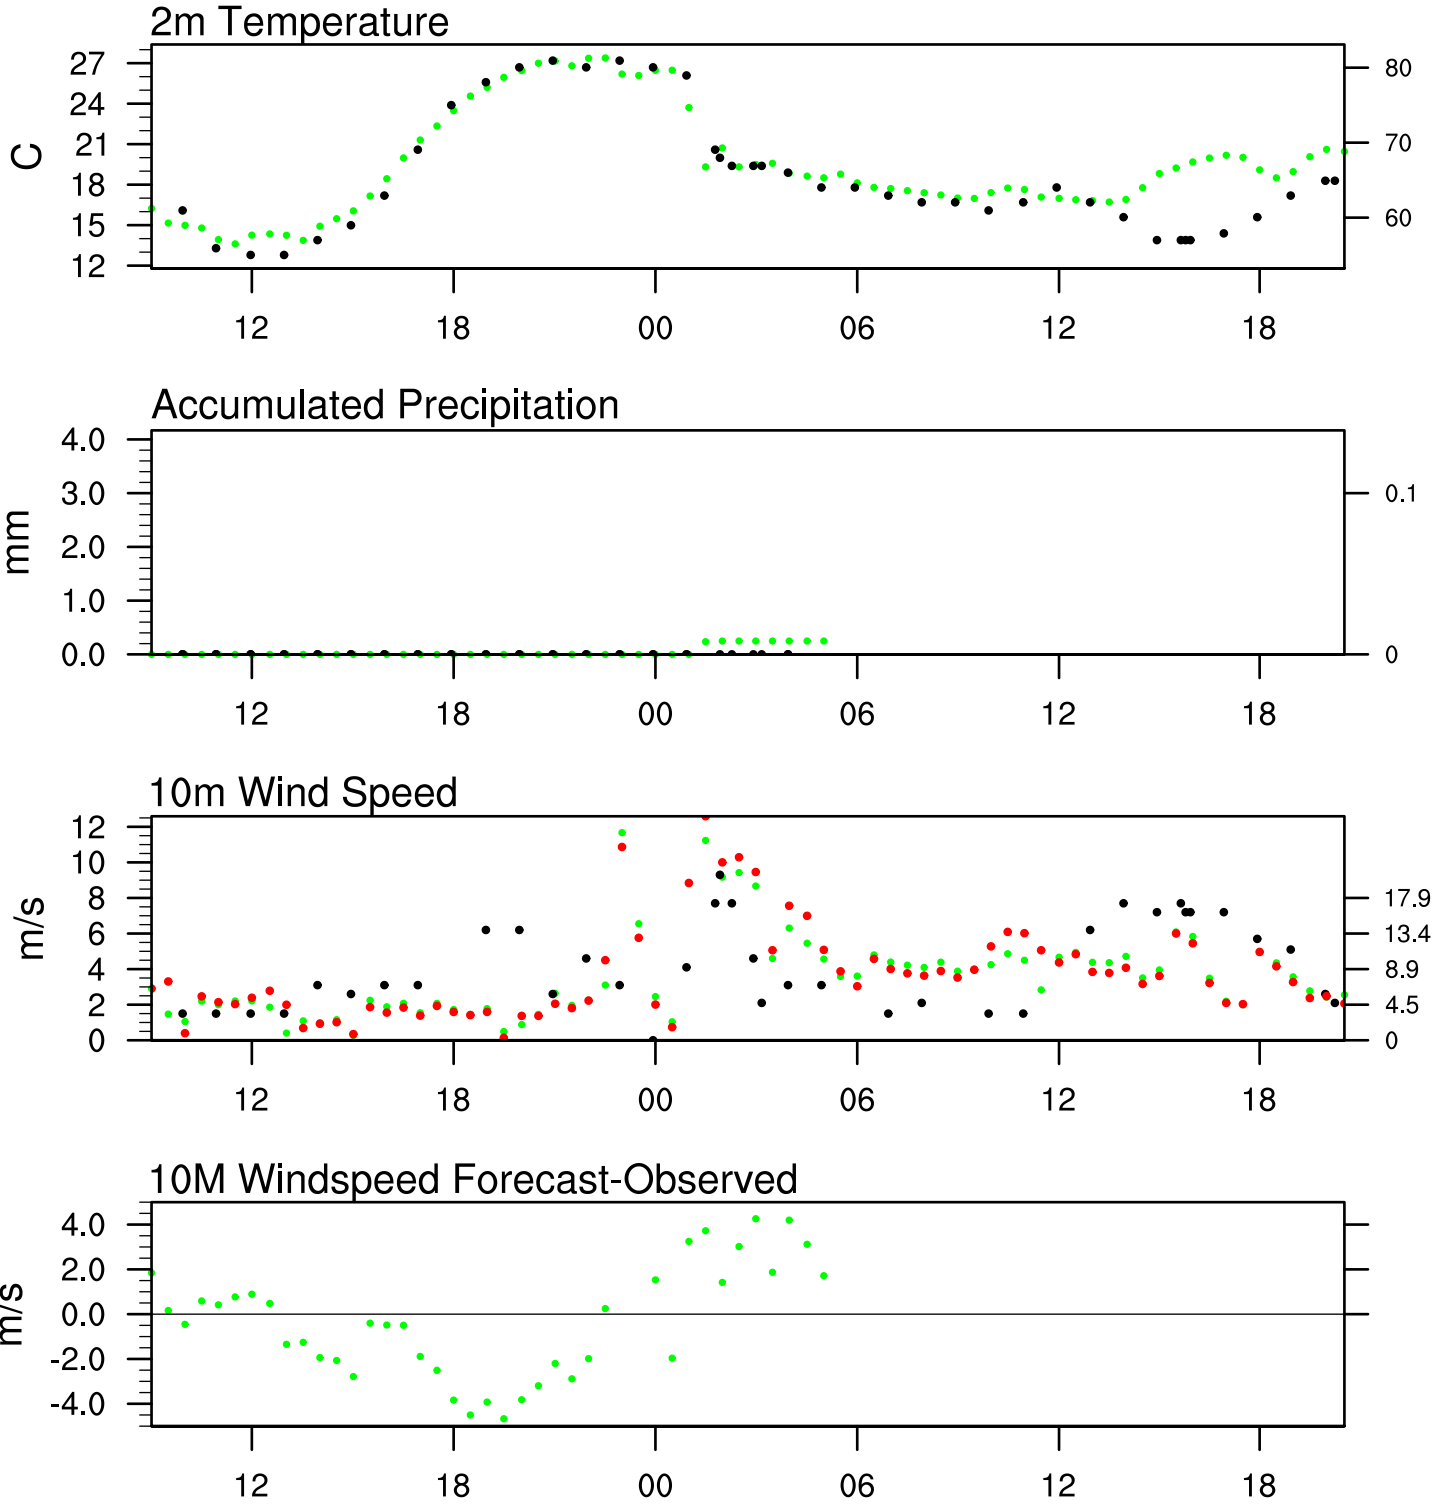 2m Temperature
27
24
21
18
15
12
C
80
70
60
12 18 00 06 12 18
Accumulated Precipitation
4.0
3.0
2.0
1.0
0.0
mm
0.1
0
12 18 00 06 12 18
10m Wind Speed
12
10
8
6
4
2
0
m/s
17.9
13.4
8.9
4.5
0
12 18 00 06 12 18
10M Windspeed Forecast-Observed
4.0
2.0
0.0
-2.0
-4.0
m/s
12 18 00 06 12 18